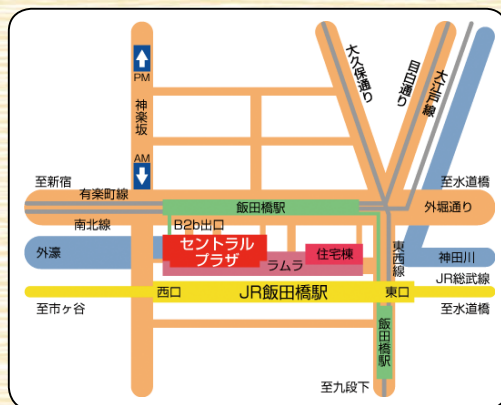 PM
神楽坂
AM
大久保通り
目白通り
大江戸線
至新宿
有楽町線
飯田橋駅
至水道橋
外堀通り
南北線
B2b出口
外濠
セントラル
プラザ
住宅棟
ラムラ
東西線
神田川
JR総武線
至市ヶ谷
西口
JR飯田橋駅
東口
至水道橋
飯田橋駅
至九段下